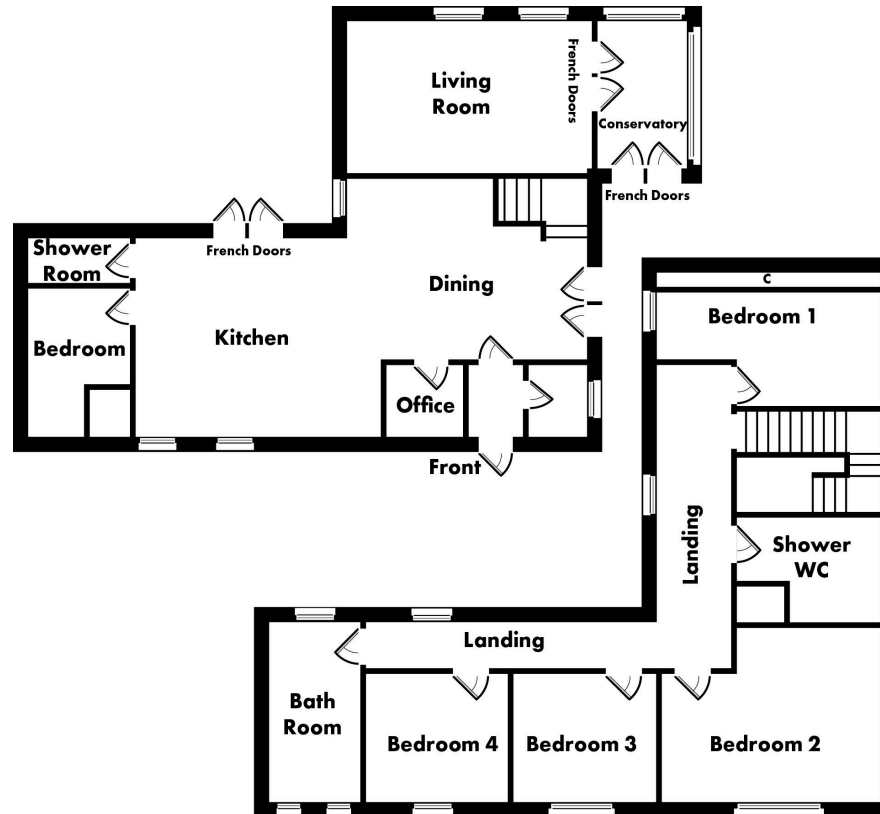 Living
Room
French Doors
Conservatory
French Doors
Shower
Room
French Doors
Dining
Bedroom
Kitchen
Office
Front
C
Bedroom 1
Landing
Shower
WC
Landing
Bath
Room
Bedroom 4
Bedroom 3
Bedroom 2